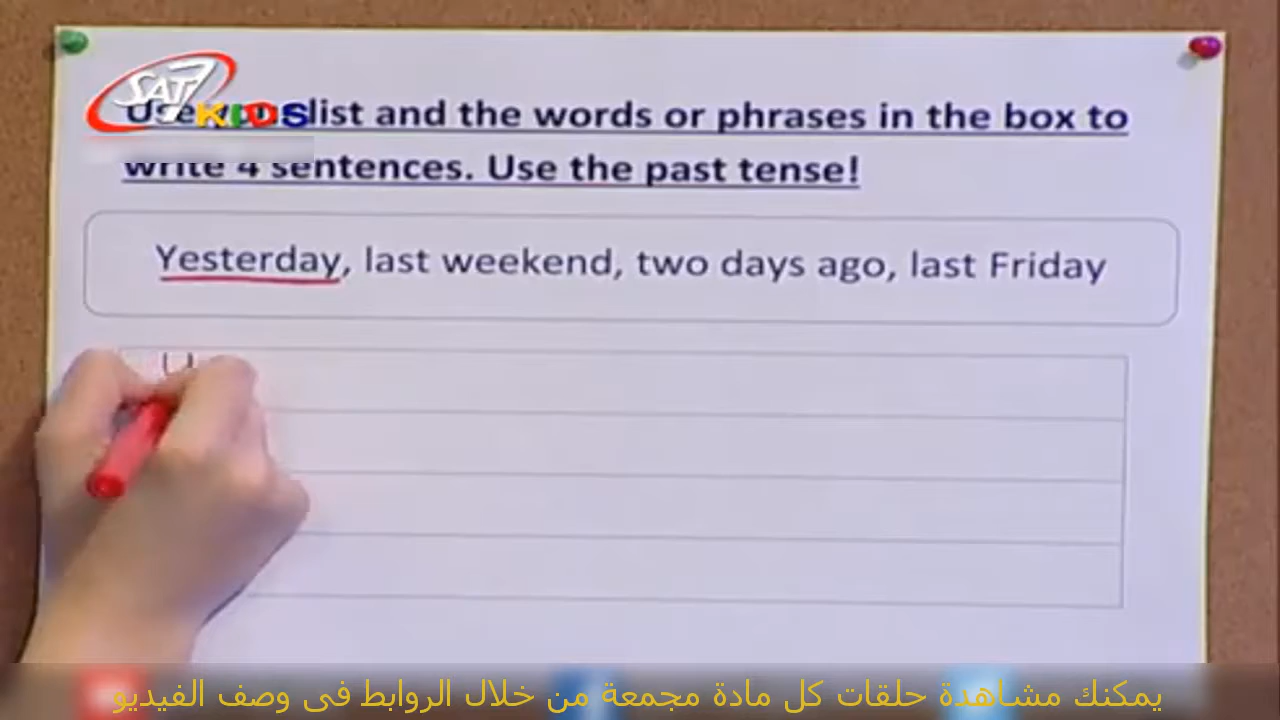 SAT7
KIDS
Use your list and the words or phrases in the box to
write 4 sentences. Use the past tense!
Yesterday, last weekend, two days ago, last Friday
يمكنك مشاهدة حلقات كل مادة مجمعة من خلال الروابط فى وصف الفيديو